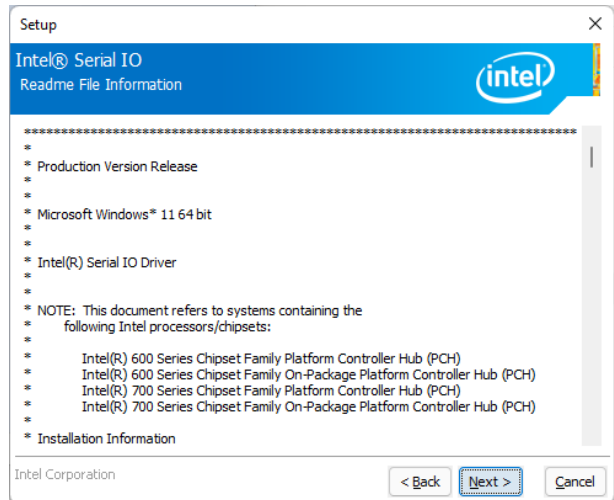 Setup
Intel® Serial IO
Readme File Information
intel
*******************************************************************************
*
* Production Version Release
*
*
* Microsoft Windows* 11 64 bit
*
*
* Intel(R) Serial IO Driver
*
*
* NOTE: This document refers to systems containing the
* following Intel processors/chipsets:
*
* Intel(R) 600 Series Chipset Family Platform Controller Hub (PCH)
* Intel(R) 600 Series Chipset Family On-Package Platform Controller Hub (PCH)
* Intel(R) 700 Series Chipset Family Platform Controller Hub (PCH)
* Intel(R) 700 Series Chipset Family On-Package Platform Controller Hub (PCH)
*
* Installation Information
Intel Corporation
< Back
Next >
Cancel